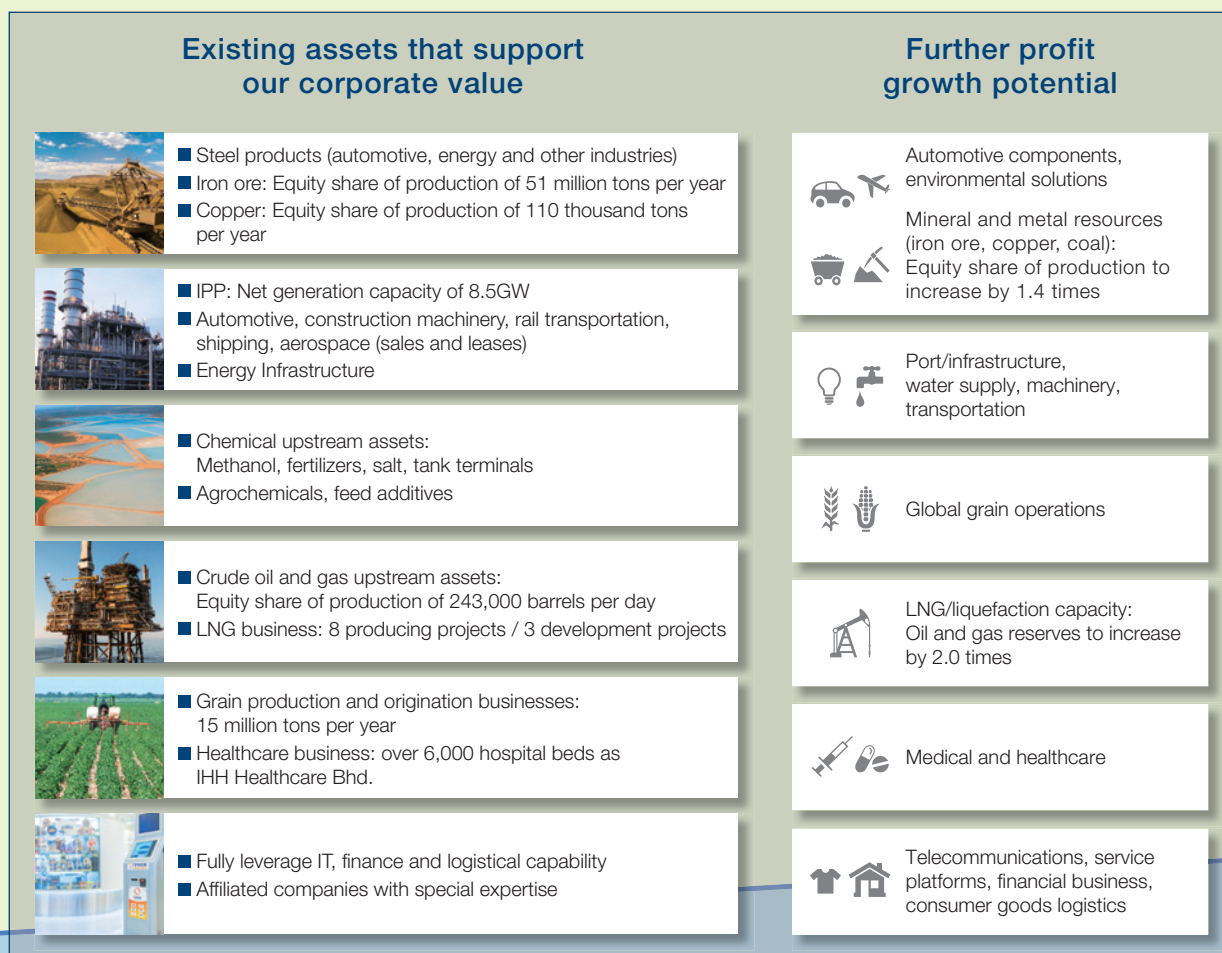 Existing assets that support
our corporate value
Steel products (automotive, energy and other industries)
Iron ore: Equity share of production of 51 million tons per year
Copper: Equity share of production of 110 thousand tons
per year
IPP: Net generation capacity of 8.5GW
Automotive, construction machinery, rail transportation,
shipping, aerospace (sales and leases)
Energy Infrastructure
Chemical upstream assets:
Methanol, fertilizers, salt, tank terminals
Agrochemicals, feed additives
Crude oil and gas upstream assets:
Equity share of production of 243,000 barrels per day
LNG business: 8 producing projects / 3 development projects
Grain production and origination businesses:
15 million tons per year
Healthcare business: over 6,000 hospital beds as
IHH Healthcare Bhd.
Fully leverage IT, finance and logistical capability
Affiliated companies with special expertise
Further profit
growth potential
Automotive components,
environmental solutions
Mineral and metal resources
(iron ore, copper, coal):
Equity share of production to
increase by 1.4 times
Port/infrastructure,
water supply, machinery,
transportation
Global grain operations
LNG/liquefaction capacity:
Oil and gas reserves to increase
by 2.0 times
Medical and healthcare
Telecommunications, service
platforms, financial business,
consumer goods logistics